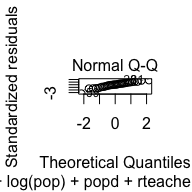 Normal Q-Q
Standardized residuals
-3
-2 0 2
Theoretical Quantiles
log(pop) + popd + rteache